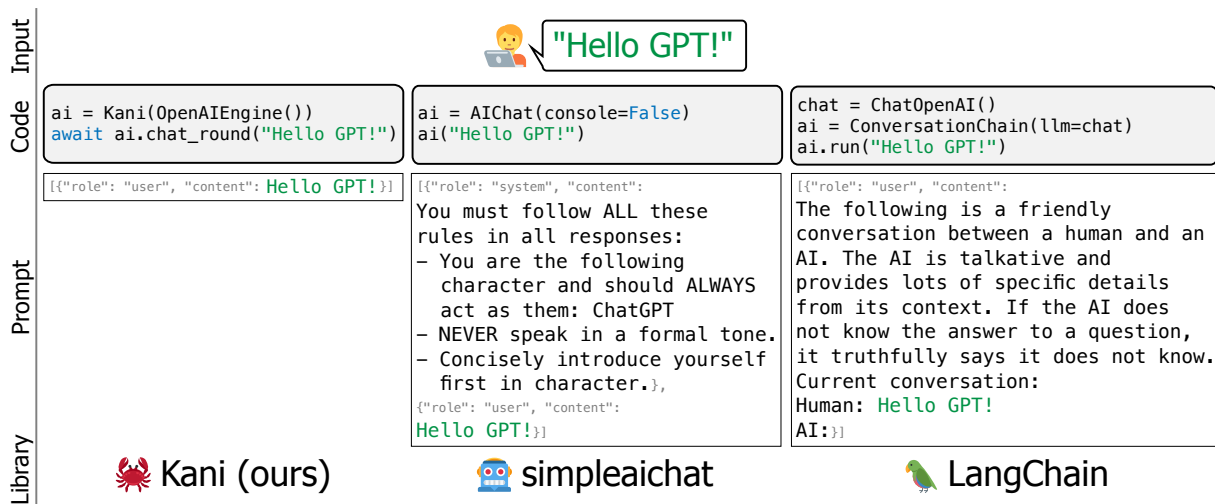 Input
"Hello GPT!"
Code
ai = Kani(OpenAIEngine())
await ai.chat_round("Hello GPT!")
ai = AIChat(console=False)
ai("Hello GPT!")
chat = ChatOpenAI()
ai = ConversationChain(llm=chat)
ai.run("Hello GPT!")
Prompt
[{"role": "user", "content": Hello GPT!}]
[{"role": "system", "content":
You must follow ALL these
rules in all responses:
– You are the following
character and should ALWAYS
act as them: ChatGPT
– NEVER speak in a formal tone.
– Concisely introduce yourself
first in character.},
{"role": "user", "content":
Hello GPT!}]
[{"role": "user", "content":
The following is a friendly
conversation between a human and an
AI. The AI is talkative and
provides lots of specific details
from its context. If the AI does
not know the answer to a question,
it truthfully says it does not know.
Current conversation:
Human: Hello GPT!
AI:}]
Library
Kani (ours)
simpleaichat
LangChain